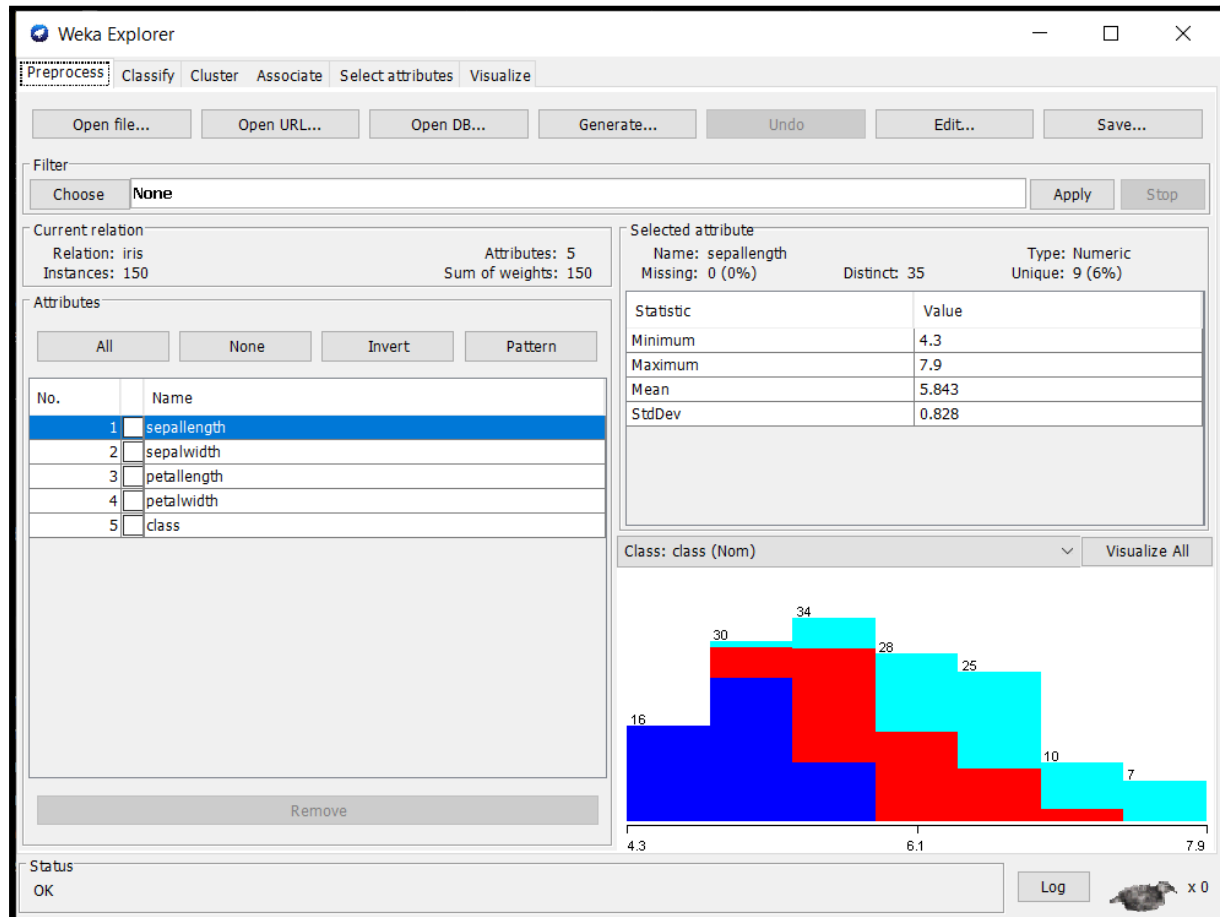 Weka Explorer
Preprocess Classify Cluster Associate Select attributes Visualize
Open file... Open URL... Open DB... Generate... Undo Edit... Save...
Filter
Choose None Apply Stop
Current relation
Relation: iris Attributes: 5
Instances: 150 Sum of weights: 150
Attributes
All None Invert Pattern
No. Name
1 sepallength
2 sepalwidth
3 petallength
4 petalwidth
5 class
Remove
Selected attribute
Name: sepallength Type: Numeric
Missing: 0 (0%) Distinct: 35 Unique: 9 (6%)
Statistic Value
Minimum 4.3
Maximum 7.9
Mean 5.843
StdDev 0.828
Class: class (Nom) Visualize All
16 30 34 28 25 10 7
4.3 6.1 7.9
Status
OK Log x 0